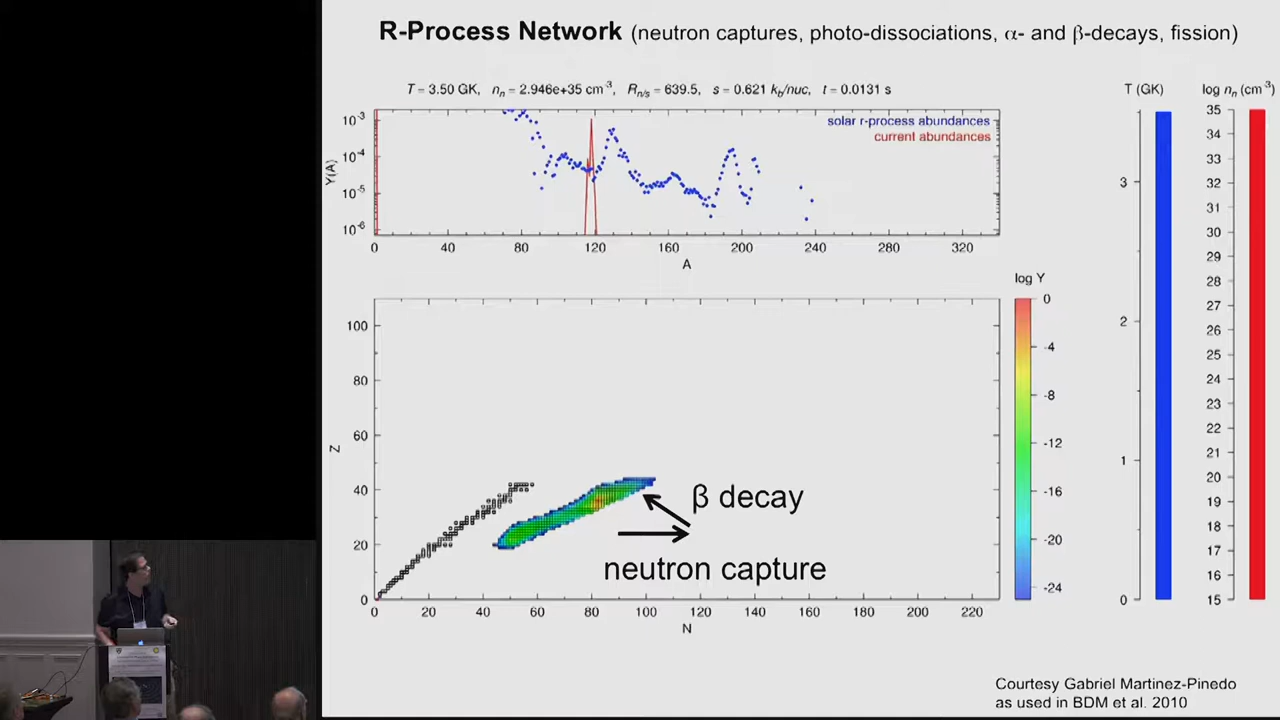 R-Process Network (neutron captures, photo-dissociations, α- and β-decays, fission)
T = 3.50 GK, nn = 2.946e+35 cm-3, Rn/s = 639.5, s = 0.621 kb/nuc, t = 0.0131 s
T (GK)
log nn (cm-3)
solar r-process abundances
current abundances
Y(A)
10-3
10-4
10-5
10-6
0 40 80 120 160 200 240 280 320
A
log Y
0
-4
-8
-12
-16
-20
-24
Z
100
80
60
40
20
0
β decay
neutron capture
0 20 40 60 80 100 120 140 160 180 200 220
N
3
2
1
0
35
34
33
32
31
30
29
28
27
26
25
24
23
22
21
20
19
18
17
16
15
Courtesy Gabriel Martinez-Pinedo
as used in BDM et al. 2010